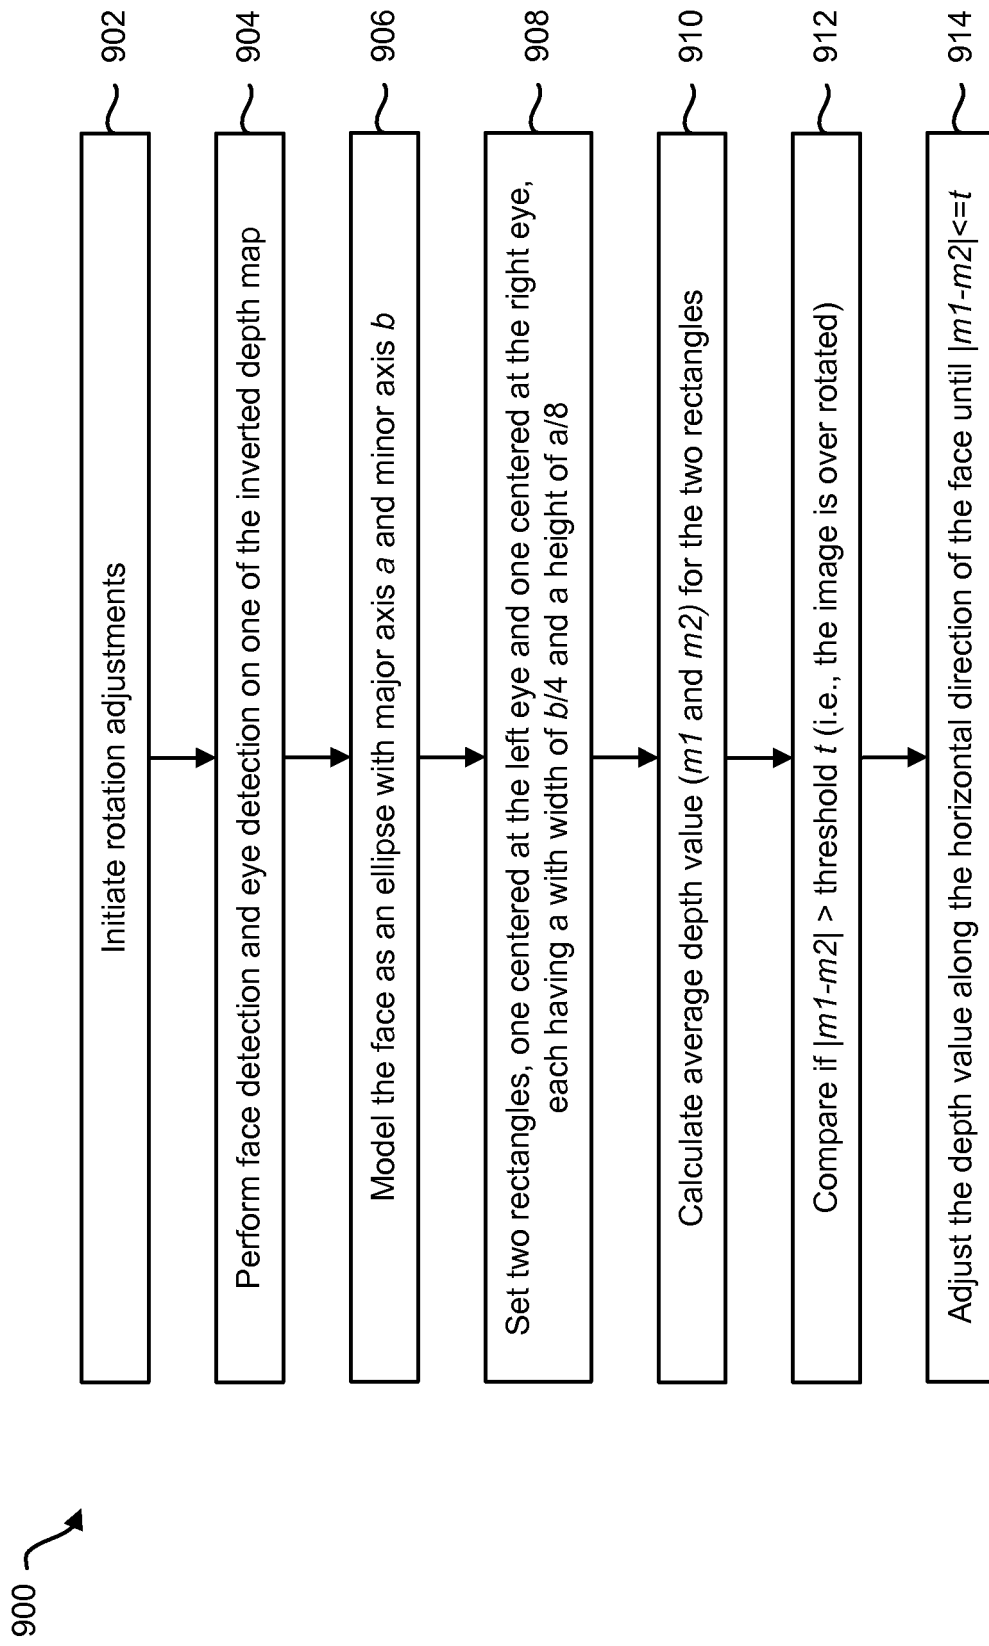 900
Initiate rotation adjustments
902
Perform face detection and eye detection on one of the inverted depth map
904
Model the face as an ellipse with major axis a and minor axis b
906
Set two rectangles, one centered at the left eye and one centered at the right eye,
each having a with width of b/4 and a height of a/8
908
Calculate average depth value (m1 and m2) for the two rectangles
910
Compare if |m1-m2| > threshold t (i.e., the image is over rotated)
912
Adjust the depth value along the horizontal direction of the face until |m1-m2|<=t
914